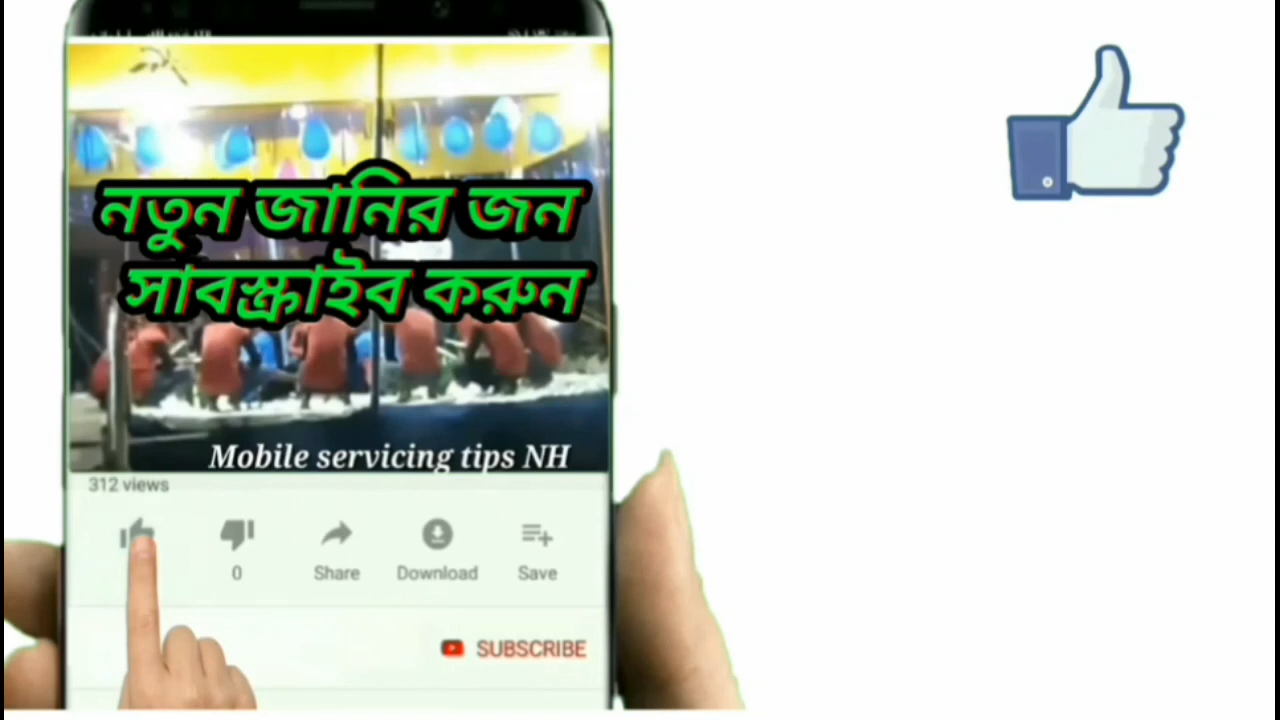 নতুন জানির জন
সাবস্ক্রাইব করুন
Mobile servicing tips NH
312 views
0 Share Download Save
SUBSCRIBE